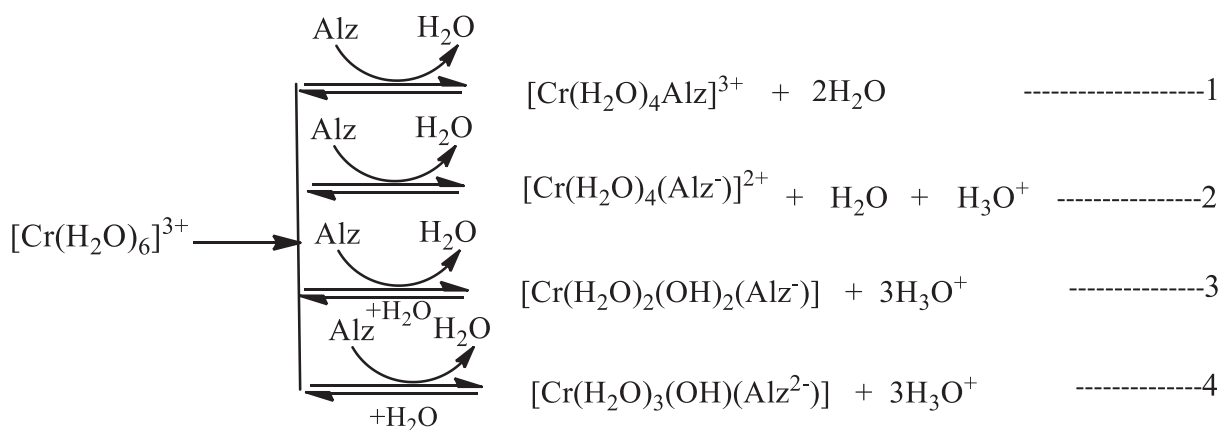 Alz H₂O
[Cr(H₂O)₄Alz]³⁺ + 2H₂O --------------------1
Alz H₂O
[Cr(H₂O)₄(Alz⁻)]²⁺ + H₂O + H₃O⁺ ----------------2
[Cr(H₂O)₆]³⁺
Alz H₂O
[Cr(H₂O)₂(OH)₂(Alz⁻)] + 3H₃O⁺ ---------------3
+H₂O
Alz H₂O
[Cr(H₂O)₃(OH)(Alz²⁻)] + 3H₃O⁺ --------------4
+H₂O